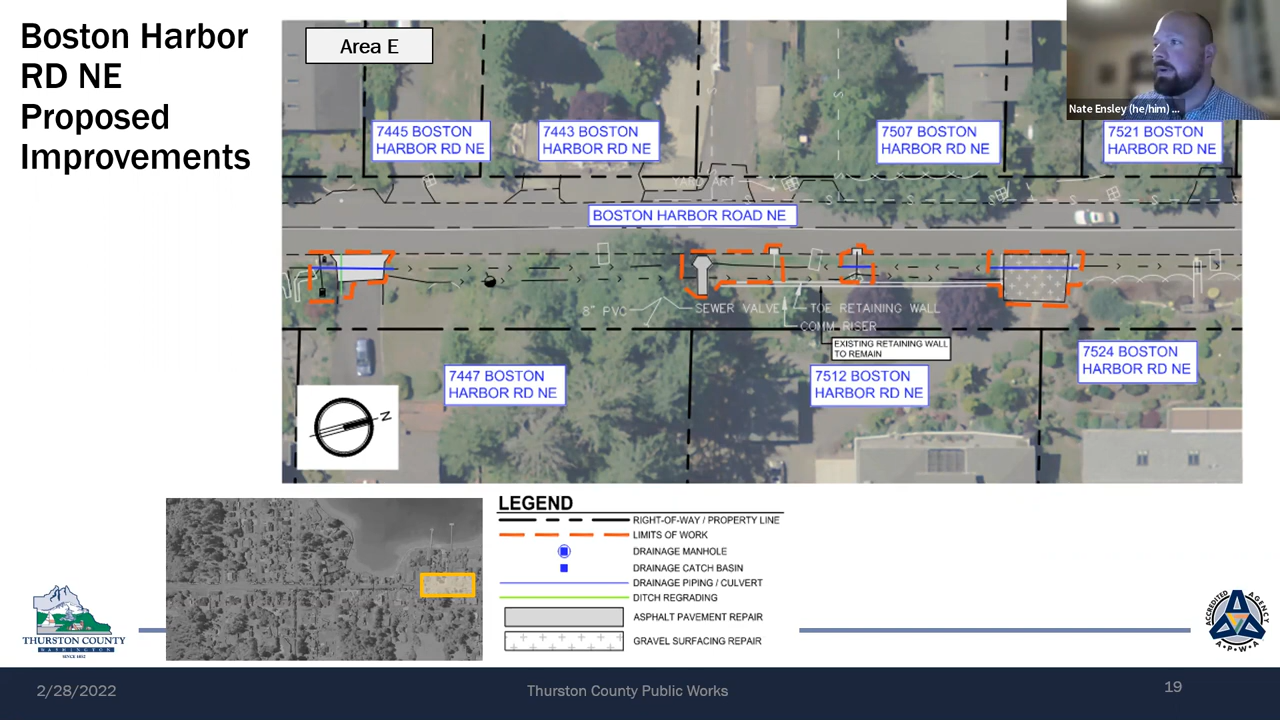 Boston Harbor
RD NE
Proposed
Improvements
Area E
Nate Ensley (he/him) ...
7445 BOSTON
HARBOR RD NE
7443 BOSTON
HARBOR RD NE
7507 BOSTON
HARBOR RD NE
7521 BOSTON
HARBOR RD NE
YARD ART
BOSTON HARBOR ROAD NE
8" PVC
SEWER VALVE
TOE RETAINING WALL
COMM RISER
EXISTING RETAINING WALL
TO REMAIN
7447 BOSTON
HARBOR RD NE
7512 BOSTON
HARBOR RD NE
7524 BOSTON
HARBOR RD NE
N
LEGEND
RIGHT-OF-WAY / PROPERTY LINE
LIMITS OF WORK
DRAINAGE MANHOLE
DRAINAGE CATCH BASIN
DRAINAGE PIPING / CULVERT
DITCH REGRADING
ASPHALT PAVEMENT REPAIR
GRAVEL SURFACING REPAIR
THURSTON COUNTY
WASHINGTON
SINCE 1852
ACCREDITED AGENCY
A·P·W·A
2/28/2022
Thurston County Public Works
19